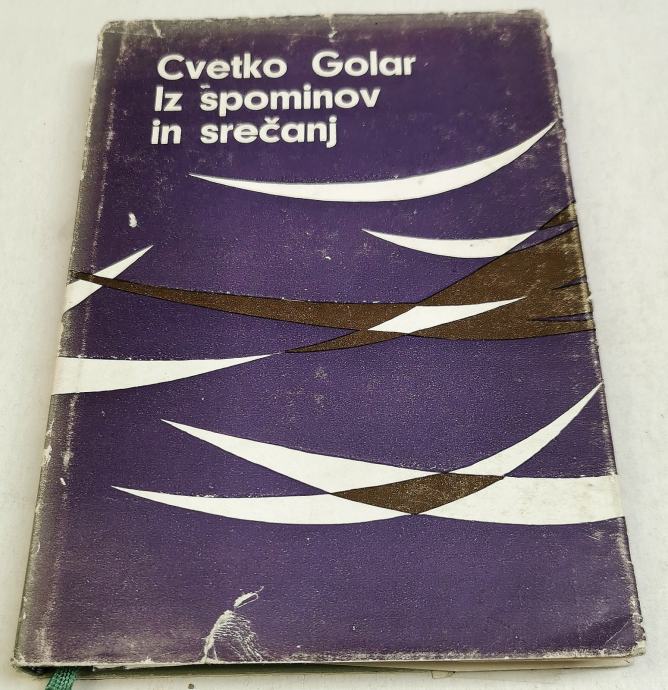 Cvetko Golar
Iz spominov
in srečanj